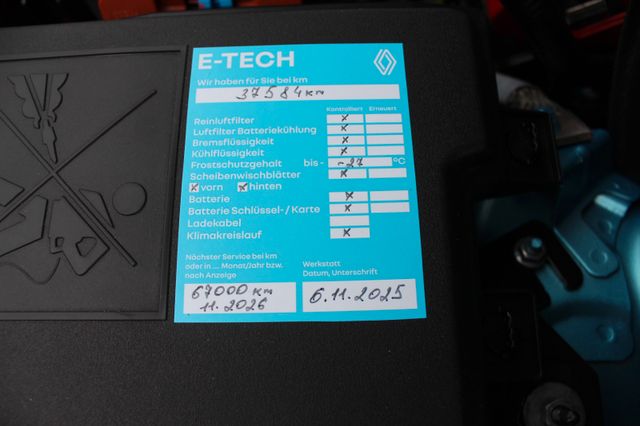 E-TECH
Wir haben für Sie bei km
37584 km
Kontrolliert Erneuert
Reinluftfilter x
Luftfilter Batteriekühlung x
Bremsflüssigkeit x
Kühlflüssigkeit x
Frostschutzgehalt bis - -27 °C
Scheibenwischblätter x
x vorn x hinten
Batterie x
Batterie Schlüssel-/ Karte x
Ladekabel
Klimakreislauf x
Nächster Service bei km
oder in ... Monat/Jahr bzw.
nach Anzeige
67000 km
11.2026
Werkstatt
Datum, Unterschrift
6.11.2025